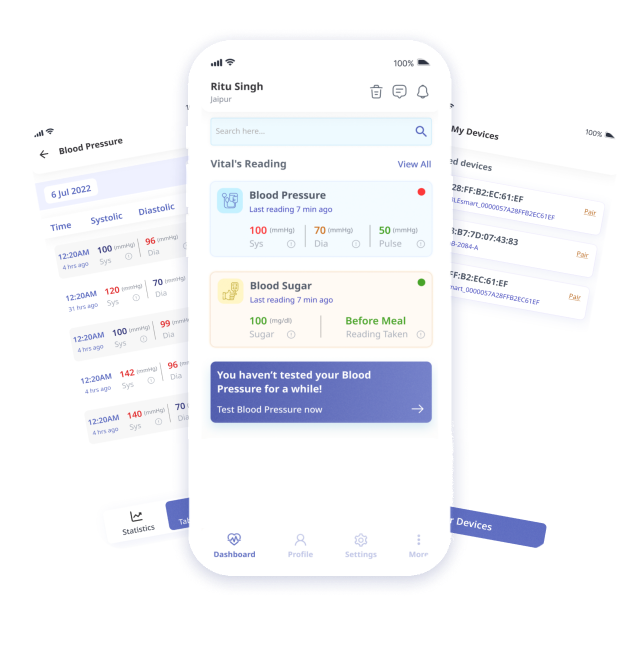 Blood Pressure
6 Jul 2022
Time Systolic Diastolic
12:20AM 100 (mmHg) 96 (mmHg)
4 hrs ago Sys Dia
12:20AM 120 (mmHg) 70 (mmHg)
31 hrs ago Sys Dia
12:20AM 100 (mmHg) 99
4 hrs ago Sys Dia
12:20AM 142 (mmHg) 96
4 hrs ago Sys Dia
12:20AM 140 (mmHg) 70
4 hrs ago Sys Dia
Statistics
100%
Ritu Singh
Jaipur
Search here...
Vital's Reading View All
Blood Pressure
Last reading 7 min ago
100 (mmHg) 70 (mmHg) 50 (mmHg)
Sys Dia Pulse
Blood Sugar
Last reading 7 min ago
100 (mg/dl) Before Meal
Sugar Reading Taken
You haven't tested your Blood
Pressure for a while!
Test Blood Pressure now
Dashboard Profile Settings More
100%
My Devices
devices
28:FF:B2:EC:61:EF
BLEsmart_0000057A28FFB2EC61EF
Pair
:B7:7D:07:43:83
-2084-A
Pair
:FF:B2:EC:61:EF
mart_0000057A28FFB2EC61EF
Pair
Devices